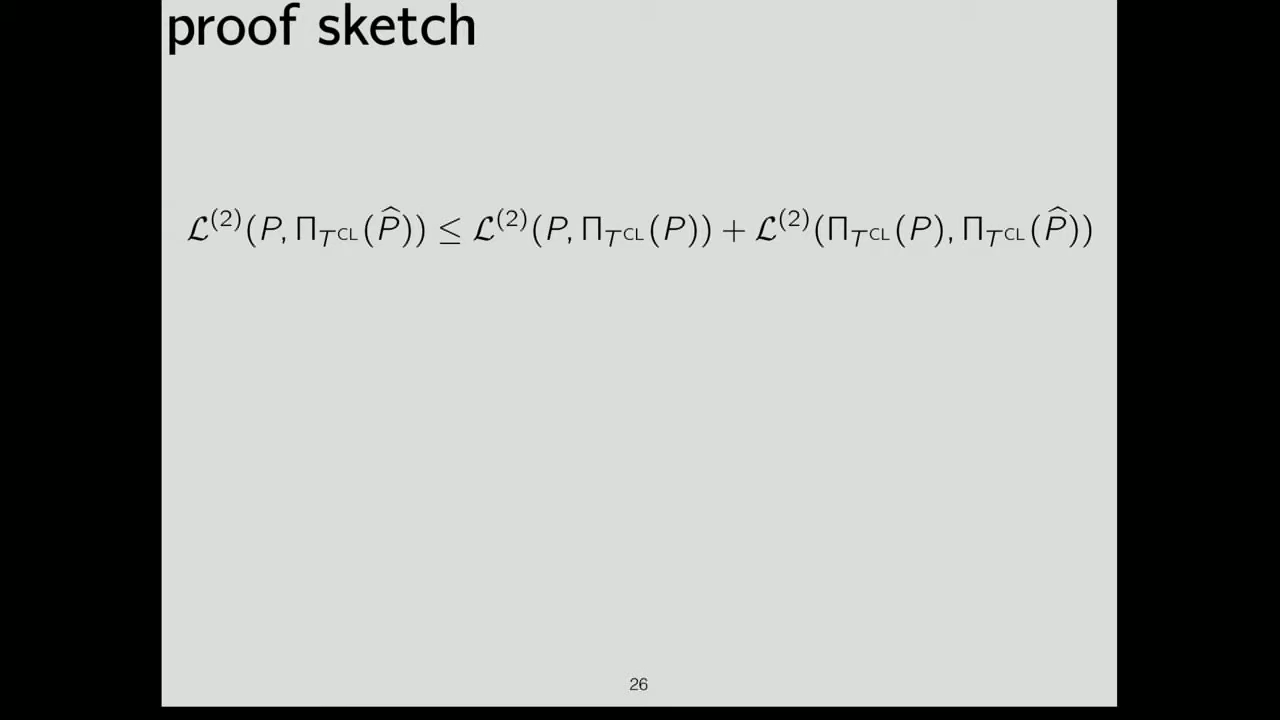 proof sketch
ℒ⁽²⁾(P, Π_{T^{CL}}(P̂)) ≤ ℒ⁽²⁾(P, Π_{T^{CL}}(P)) + ℒ⁽²⁾(Π_{T^{CL}}(P), Π_{T^{CL}}(P̂))
26